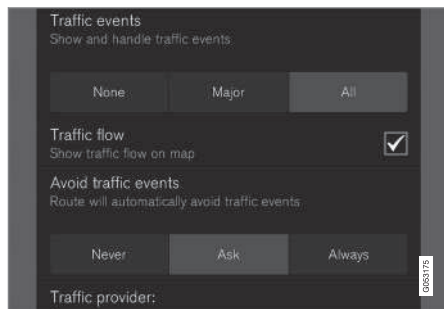 Traffic events
Show and handle traffic events
None Major All
Traffic flow
Show traffic flow on map
Avoid traffic events
Route will automatically avoid traffic events
Never Ask Always
Traffic provider:
G053175